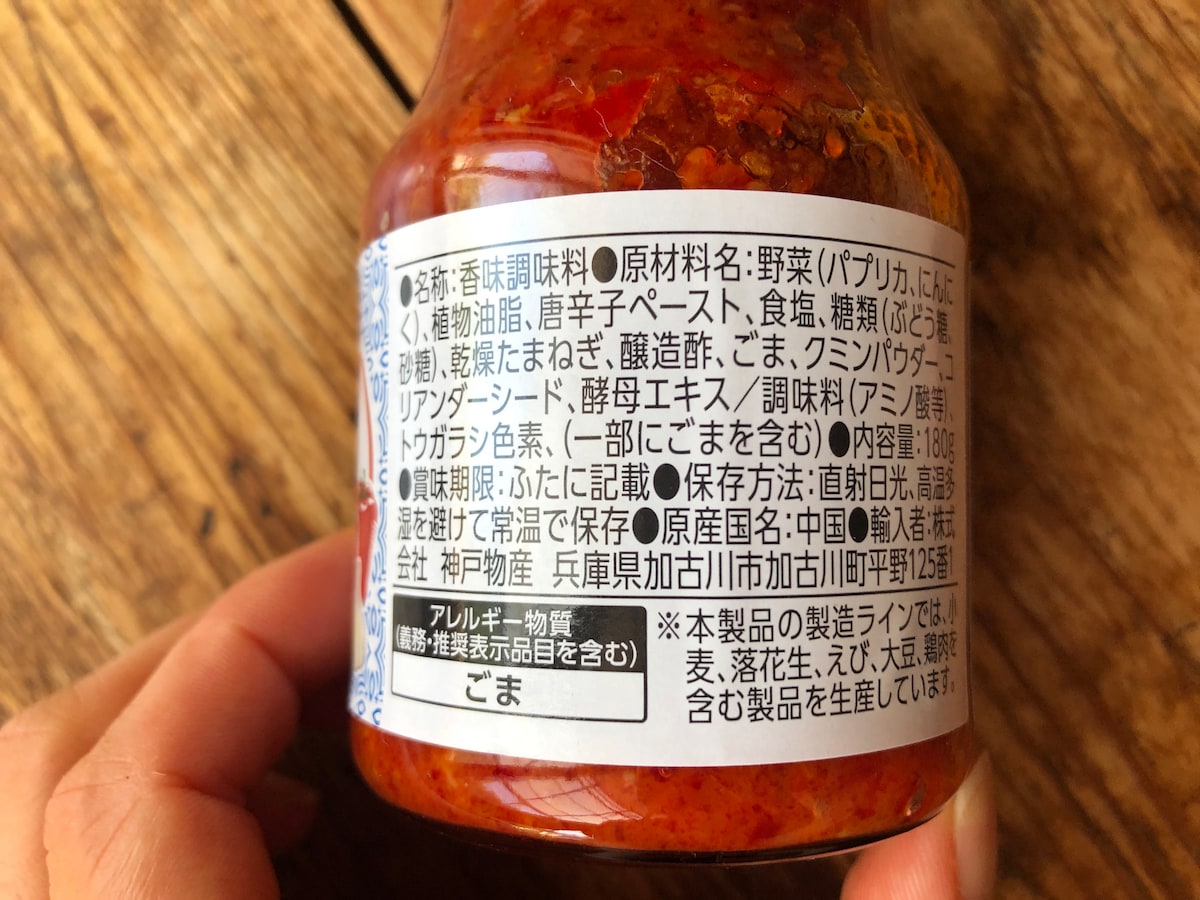 ●名称:香味調味料●原材料名:野菜(パプリカ、にんに
く)、植物油脂、唐辛子ペースト、食塩、糖類(ぶどう糖、
砂糖)、乾燥たまねぎ、醸造酢、ごま、クミンパウダー、コ
リアンダーシード、酵母エキス/調味料(アミノ酸等)、
トウガラシ色素、(一部にごまを含む)●内容量:180g
●賞味期限:ふたに記載●保存方法:直射日光、高温多
湿を避けて常温で保存●原産国名:中国●輸入者:株式
会社 神戸物産 兵庫県加古川市加古川町平野125番1
アレルギー物質
(義務・推奨表示品目を含む)
ごま
※本製品の製造ラインでは、小
麦、落花生、えび、大豆、鶏肉を
含む製品を生産しています。